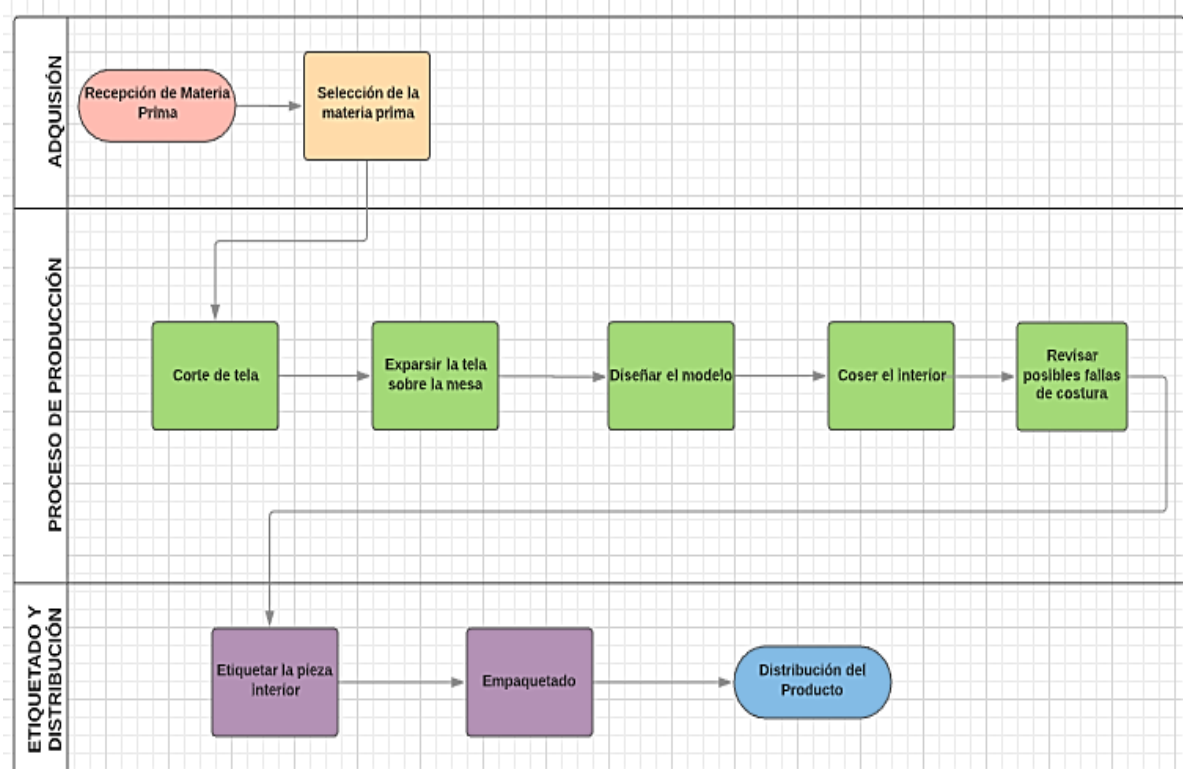 ADQUISIÓN
Recepción de Materia
Prima
Selección de la
materia prima
PROCESO DE PRODUCCIÓN
Corte de tela
Exparsir la tela
sobre la mesa
Diseñar el modelo
Coser el interior
Revisar
posibles fallas
de costura
ETIQUETADO Y
DISTRIBUCIÓN
Etiquetar la pieza
interior
Empaquetado
Distribución del
Producto